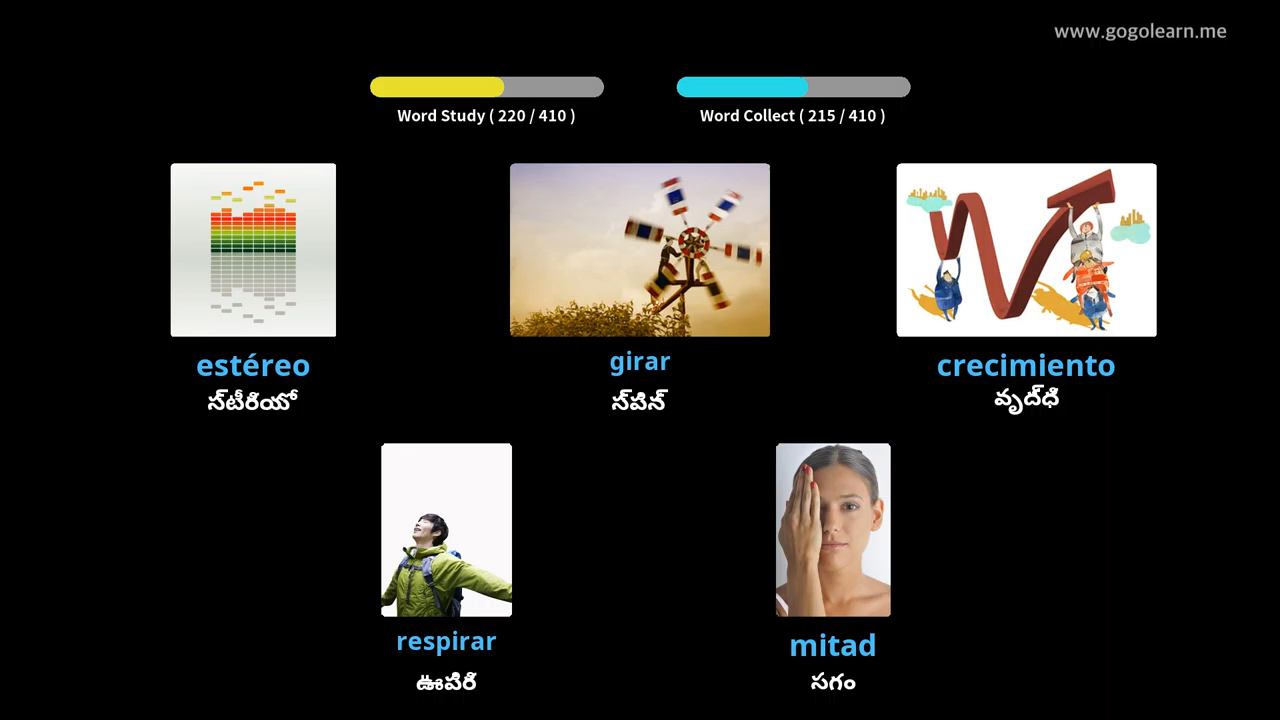 www.gogolearn.me
Word Study ( 220 / 410 )
Word Collect ( 215 / 410 )
estéreo
స్‌టీరియో
girar
స్‌పిన్
crecimiento
వృద్‌ధి
respirar
ఊపిరి
mitad
సగం